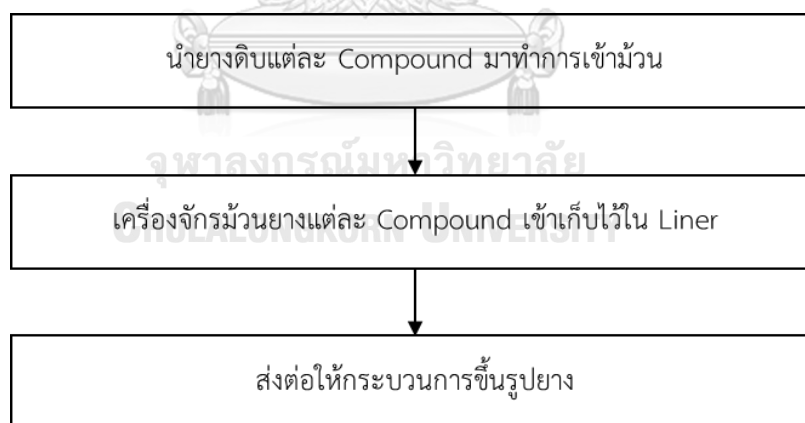 นำยางดิบแต่ละ Compound มาทำการเข้าม้วน
จุฬาลงกรณ์มหาวิทยาลัย
เครื่องจักรม้วนยางแต่ละ Compound เข้าเก็บไว้ใน Liner
CHULALONGKORN UNIVERSITY
ส่งต่อให้กระบวนการขึ้นรูปยาง